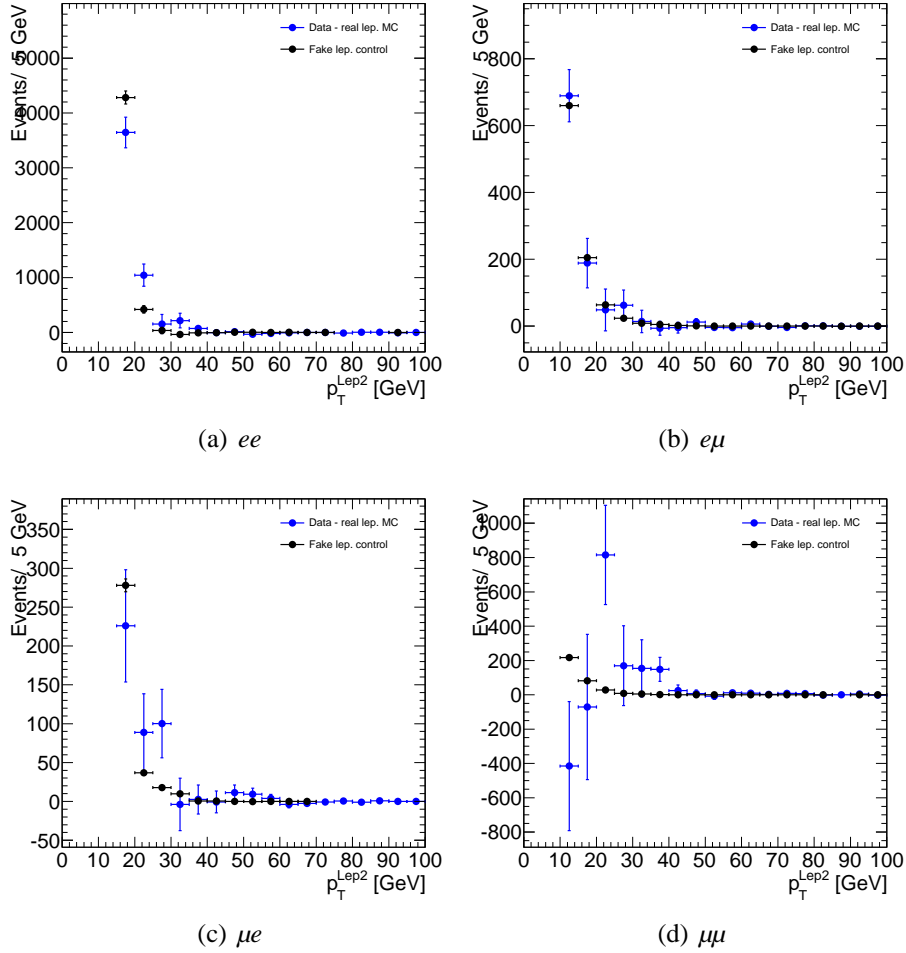 Events/ 5 GeV
Data - real lep. MC
Fake lep. control
5000
4000
3000
2000
1000
0
0 10 20 30 40 50 60 70 80 90 100
p_T^Lep2 [GeV]
(a) ee
Events/ 5 GeV
Data - real lep. MC
Fake lep. control
800
600
400
200
0
0 10 20 30 40 50 60 70 80 90 100
p_T^Lep2 [GeV]
(b) eμ
Events/ 5 GeV
Data - real lep. MC
Fake lep. control
350
300
250
200
150
100
50
0
-50
0 10 20 30 40 50 60 70 80 90 100
p_T^Lep2 [GeV]
(c) μe
Events/ 5 GeV
Data - real lep. MC
Fake lep. control
1000
800
600
400
200
0
-200
-400
-600
-800
0 10 20 30 40 50 60 70 80 90 100
p_T^Lep2 [GeV]
(d) μμ